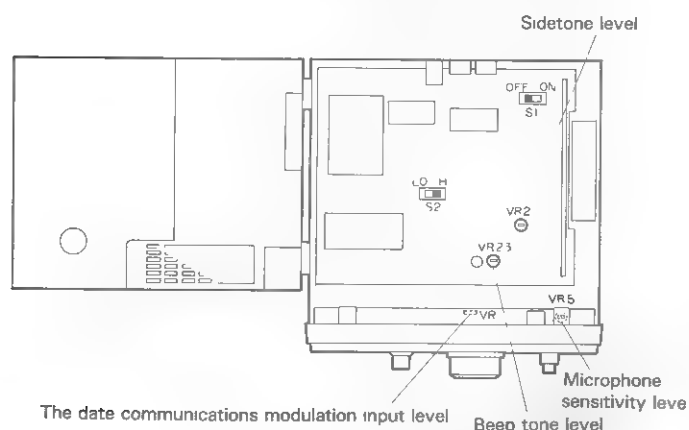 Sidetone level
OFF ON
S1
LO H
S2
VR2
VR23
VR5
VR
Microphone
sensitivity leve
The date communications modulation input level
Beep tone level